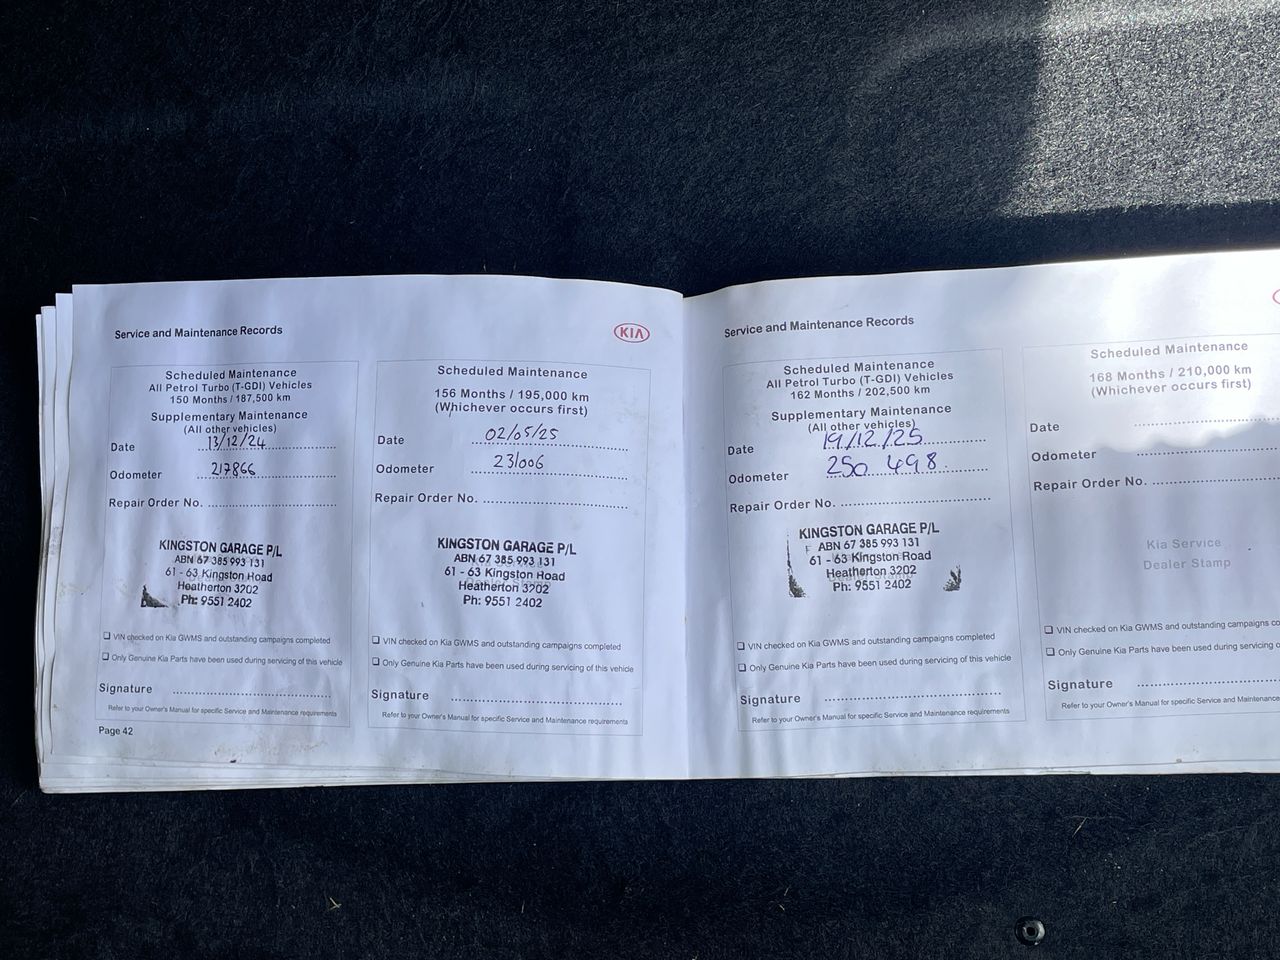 Service and Maintenance Records
KIA
Scheduled Maintenance
All Petrol Turbo (T-GDI) Vehicles
150 Months / 187,500 km
Supplementary Maintenance
(All other vehicles)
Date 13/12/24
Odometer 217866
Repair Order No.
KINGSTON GARAGE P/L
ABN 67 385 993 131
61 - 63 Kingston Road
Heatherton 3202
Ph: 9551 2402
❑ VIN checked on Kia GWMS and outstanding campaigns completed
❑ Only Genuine Kia Parts have been used during servicing of this vehicle
Signature
Refer to your Owner's Manual for specific Service and Maintenance requirements
Page 42
Scheduled Maintenance
156 Months / 195,000 km
(Whichever occurs first)
Date 02/05/25
Odometer 231006
Repair Order No.
KINGSTON GARAGE P/L
ABN 67 385 993 131
61 - 63 Kingston Road
Heatherton 3202
Ph: 9551 2402
❑ VIN checked on Kia GWMS and outstanding campaigns completed
❑ Only Genuine Kia Parts have been used during servicing of this vehicle
Signature
Refer to your Owner's Manual for specific Service and Maintenance requirements
Service and Maintenance Records
Scheduled Maintenance
All Petrol Turbo (T-GDI) Vehicles
162 Months / 202,500 km
Supplementary Maintenance
(All other vehicles)
Date 19/12/25
Odometer 250 498
Repair Order No.
KINGSTON GARAGE P/L
ABN 67 385 993 131
61 - 63 Kingston Road
Heatherton 3202
Ph: 9551 2402
❑ VIN checked on Kia GWMS and outstanding campaigns completed
❑ Only Genuine Kia Parts have been used during servicing of this vehicle
Signature
Refer to your Owner's Manual for specific Service and Maintenance requirements
Scheduled Maintenance
168 Months / 210,000 km
(Whichever occurs first)
Date
Odometer
Repair Order No.
Kia Service
Dealer Stamp
❑ VIN checked on Kia GWMS and outstanding campaigns
❑ Only Genuine Kia Parts have been used during servicing
Signature
Refer to your Owner's Manual for specific Service and Maintenance